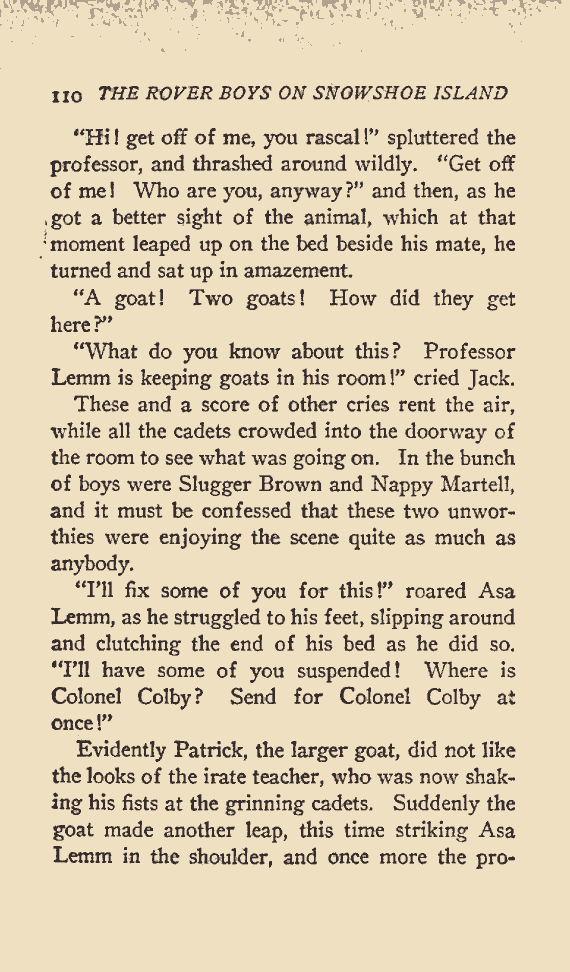 110 THE ROVER BOYS ON SNOWSHOE ISLAND
"Hi! get off of me, you rascal!" spluttered the
professor, and thrashed around wildly. "Get off
of me! Who are you, anyway?" and then, as he
got a better sight of the animal, which at that
moment leaped up on the bed beside his mate, he
turned and sat up in amazement.
"A goat! Two goats! How did they get
here?"
"What do you know about this? Professor
Lemm is keeping goats in his room!" cried Jack.
These and a score of other cries rent the air,
while all the cadets crowded into the doorway of
the room to see what was going on. In the bunch
of boys were Slugger Brown and Nappy Martell,
and it must be confessed that these two unwor-
thies were enjoying the scene quite as much as
anybody.
"I'll fix some of you for this!" roared Asa
Lemm, as he struggled to his feet, slipping around
and clutching the end of his bed as he did so.
"I'll have some of you suspended! Where is
Colonel Colby? Send for Colonel Colby at
once!"
Evidently Patrick, the larger goat, did not like
the looks of the irate teacher, who was now shak-
ing his fists at the grinning cadets. Suddenly the
goat made another leap, this time striking Asa
Lemm in the shoulder, and once more the pro-